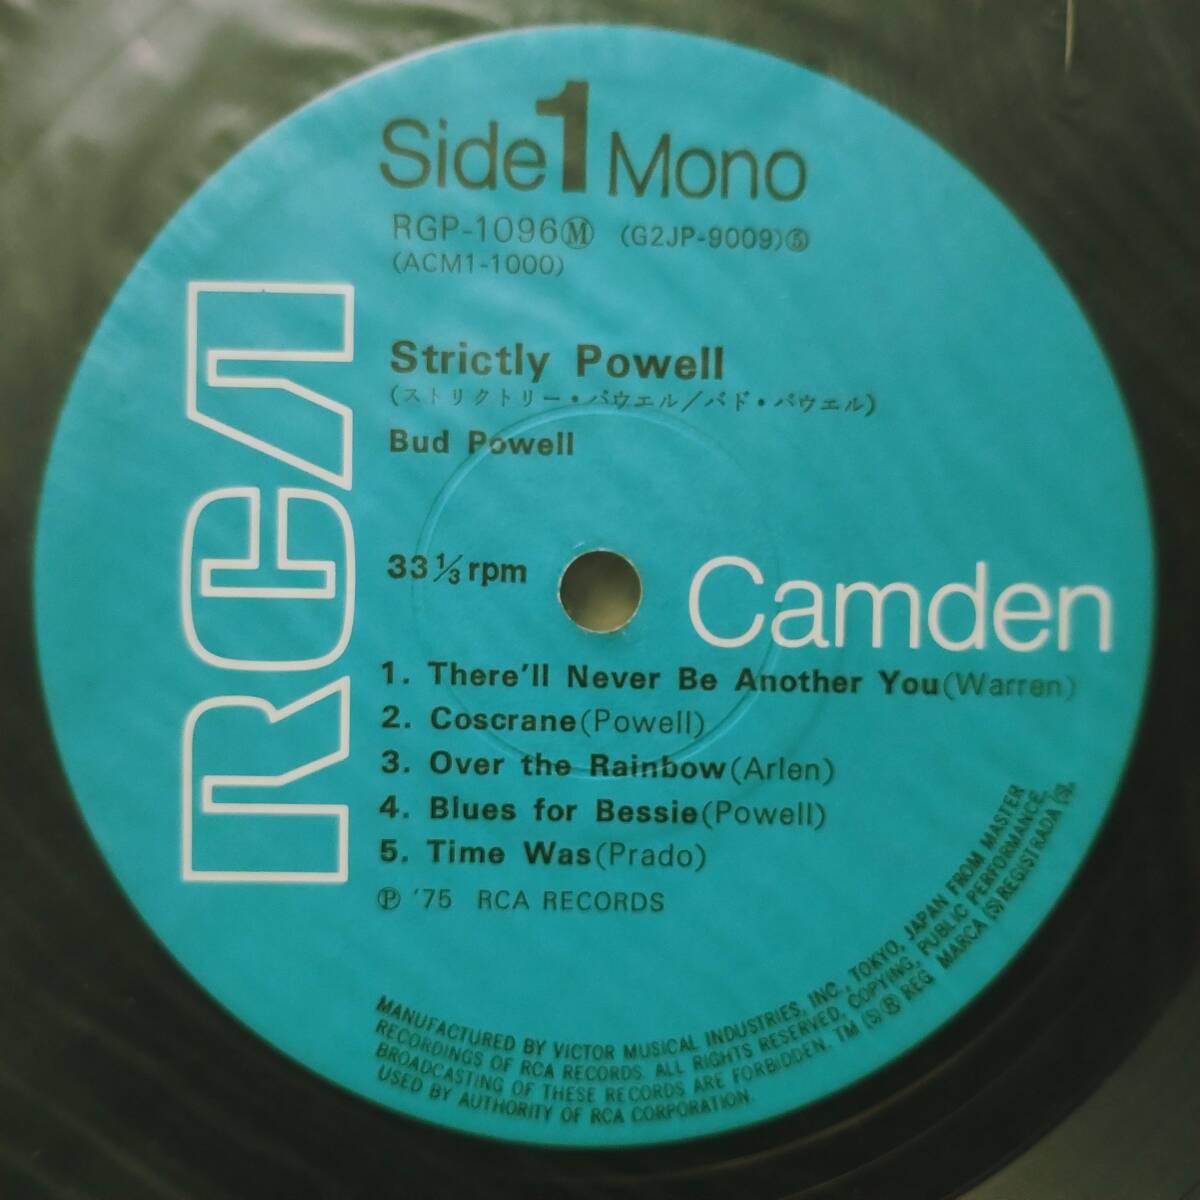 Side 1 Mono
RGP-1096Ⓜ (G2JP-9009)⑤
(ACM1-1000)
RCA
Strictly Powell
(ストリクトリー・パウエル/バド・パウエル)
Bud Powell
33⅓ rpm
Camden
1. There'll Never Be Another You(Warren)
2. Coscrane(Powell)
3. Over the Rainbow(Arlen)
4. Blues for Bessie(Powell)
5. Time Was(Prado)
Ⓟ '75 RCA RECORDS
MANUFACTURED BY VICTOR MUSICAL INDUSTRIES, INC., TOKYO, JAPAN FROM MASTER
RECORDINGS OF RCA RECORDS. ALL RIGHTS RESERVED. COPYING, PUBLIC PERFORMANCE,
BROADCASTING OF THESE RECORDS ARE FORBIDDEN. TM (S) ® REG MARCA (S) REGISTRADA (S).
USED BY AUTHORITY OF RCA CORPORATION.